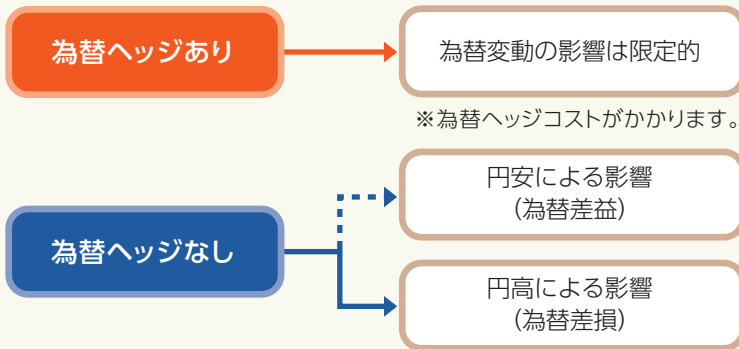 為替ヘッジあり
為替変動の影響は限定的
※為替ヘッジコストがかかります。
為替ヘッジなし
円安による影響
(為替差益)
円高による影響
(為替差損)